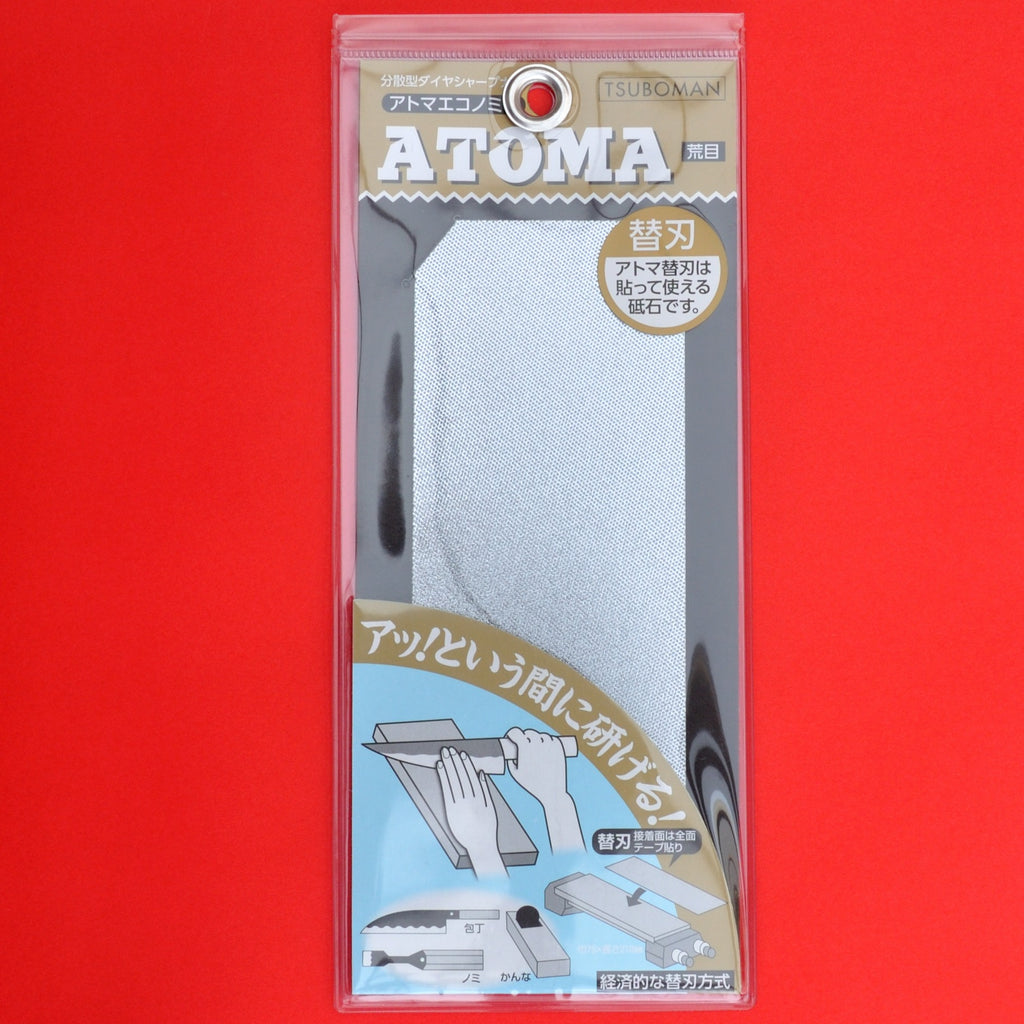 分散型ダイヤシャープナ
TSUBOMAN
アトマエコノミ
ATOMA
荒目
替刃
アトマ替刃は
貼って使える
砥石です。
アッ!という間に研げる!
替刃 接着面は全面
テープ貼り
包丁
ノミ
かんな
経済的な替刃方式